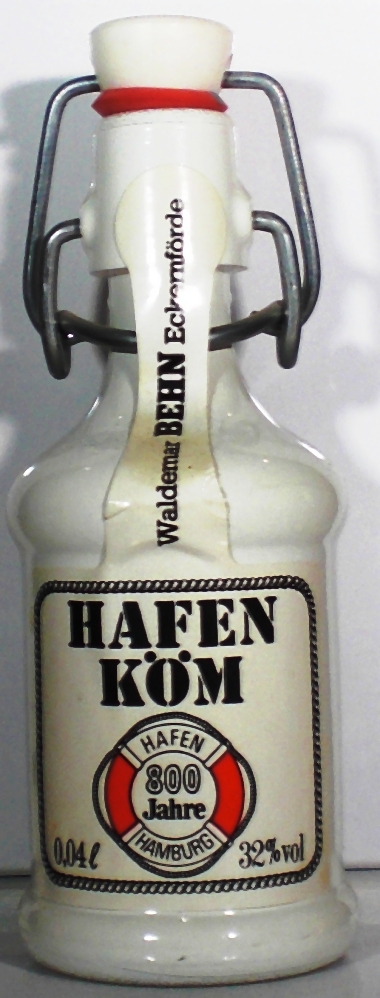 Waldemar BEHN Eckernförde
HAFEN
KÖM
HAFEN
800
Jahre
HAMBURG
0,04 ℓ
32% vol